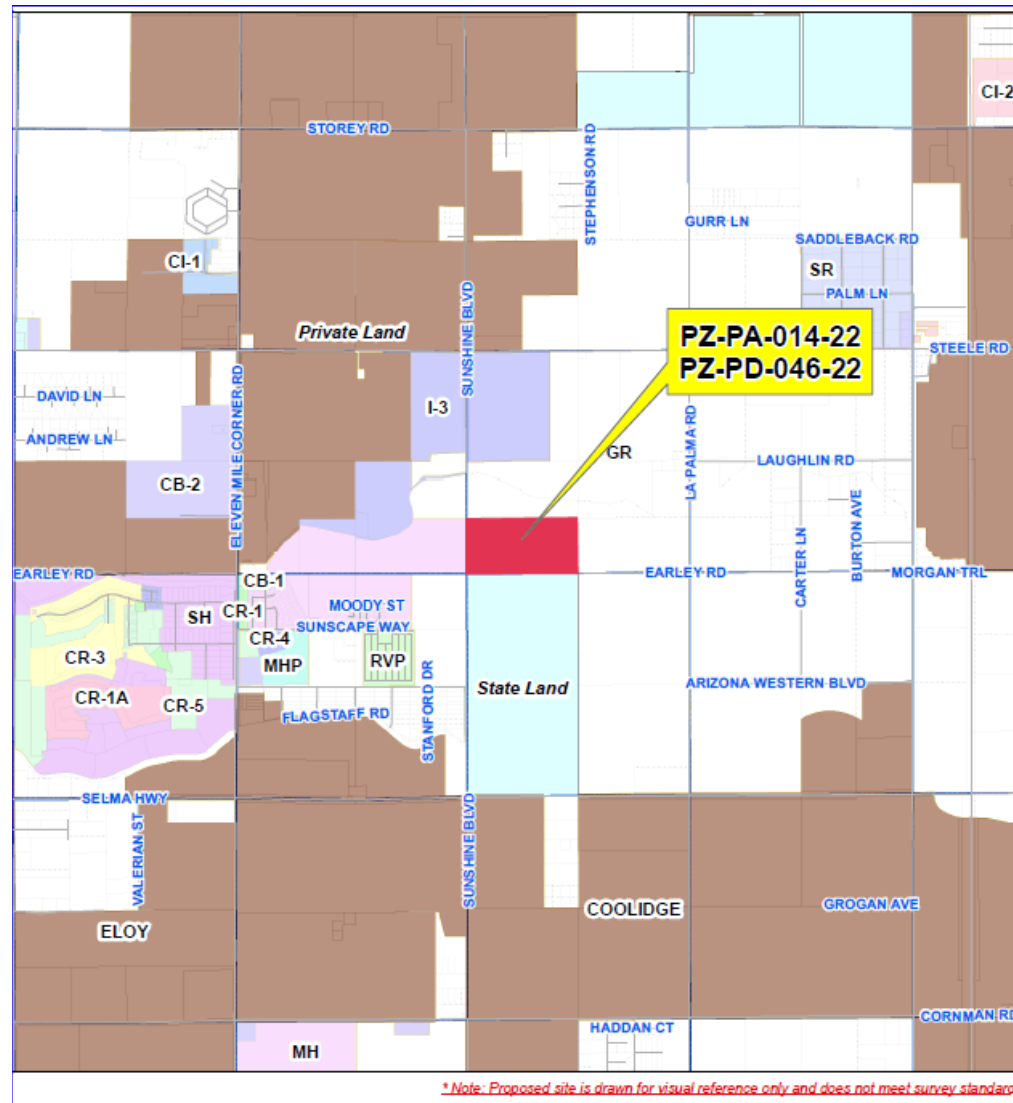 CI-2
STOREY RD
STEPHENSON RD
GURR LN
SADDLEBACK RD
CI-1
SR
PALM LN
SUNSHINE BLVD
Private Land
PZ-PA-014-22
PZ-PD-046-22
STEELE RD
ELEVEN MILE CORNER RD
DAVID LN
I-3
LA PALMA RD
ANDREW LN
GR
LAUGHLIN RD
CB-2
BURTON AVE
CARTER LN
EARLEY RD
CB-1
EARLEY RD
MORGAN TRL
SH
CR-1
MOODY ST
SUNSCAPE WAY
CR-4
CR-3
MHP
RVP
State Land
ARIZONA WESTERN BLVD
CR-1A
CR-5
FLAGSTAFF RD
STANFORD DR
SELMA HWY
VALERIAN ST
SUNSHINE BLVD
COOLIDGE
GROGAN AVE
ELOY
CORNMAN RD
HADDAN CT
MH
* Note: Proposed site is drawn for visual reference only and does not meet survey standard